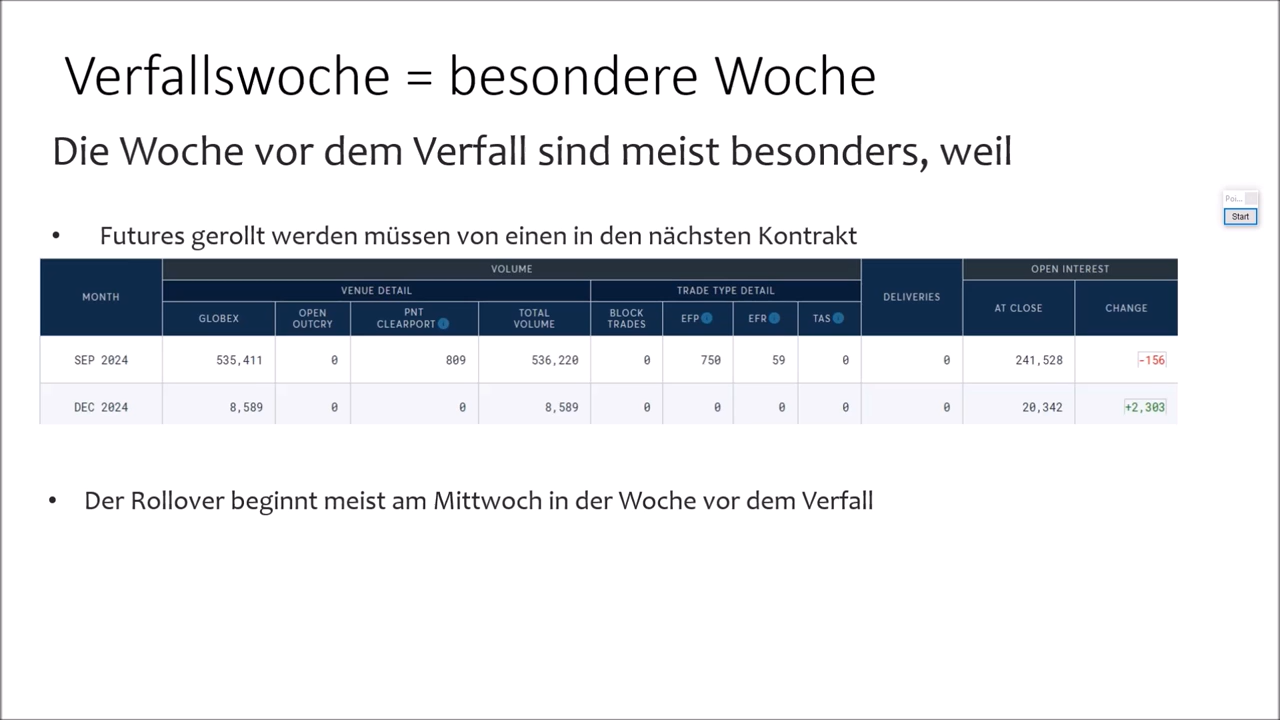 Verfallswoche = besondere Woche
Die Woche vor dem Verfall sind meist besonders, weil
Poi...
Start
• Futures gerollt werden müssen von einen in den nächsten Kontrakt
VOLUME OPEN INTEREST
MONTH VENUE DETAIL TRADE TYPE DETAIL DELIVERIES AT CLOSE CHANGE
GLOBEX OPEN OUTCRY PNT CLEARPORT TOTAL VOLUME BLOCK TRADES EFP EFR TAS
SEP 2024 535,411 0 809 536,220 0 750 59 0 0 241,528 -156
DEC 2024 8,589 0 0 8,589 0 0 0 0 0 20,342 +2,303
• Der Rollover beginnt meist am Mittwoch in der Woche vor dem Verfall